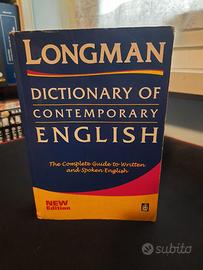 LONGMAN
DICTIONARY OF
CONTEMPORARY
ENGLISH
The Complete Guide to Written
and Spoken English
NEW
Edition
subito